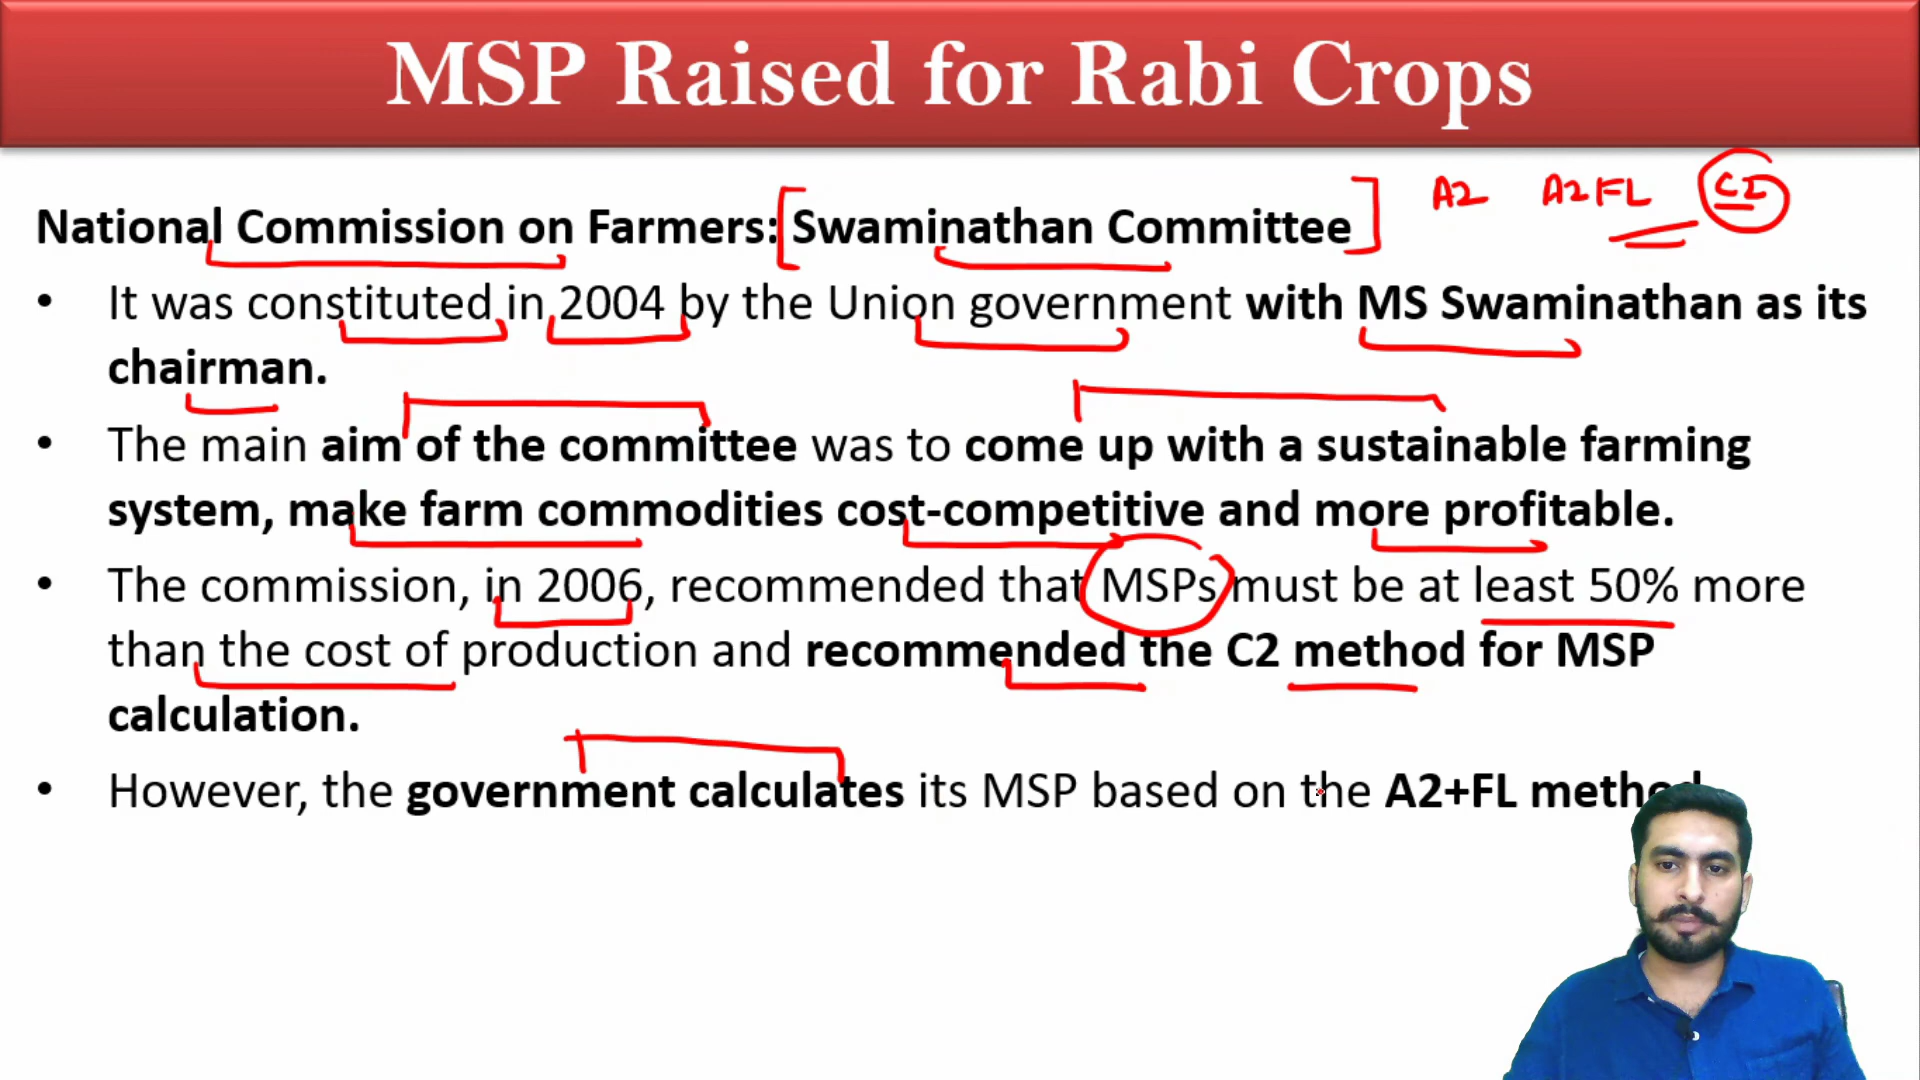 MSP Raised for Rabi Crops
A2 A2FL C2
National Commission on Farmers: [Swaminathan Committee]
• It was constituted in 2004 by the Union government with MS Swaminathan as its
chairman.
• The main aim of the committee was to come up with a sustainable farming
system, make farm commodities cost-competitive and more profitable.
• The commission, in 2006, recommended that MSPs must be at least 50% more
than the cost of production and recommended the C2 method for MSP
calculation.
• However, the government calculates its MSP based on the A2+FL